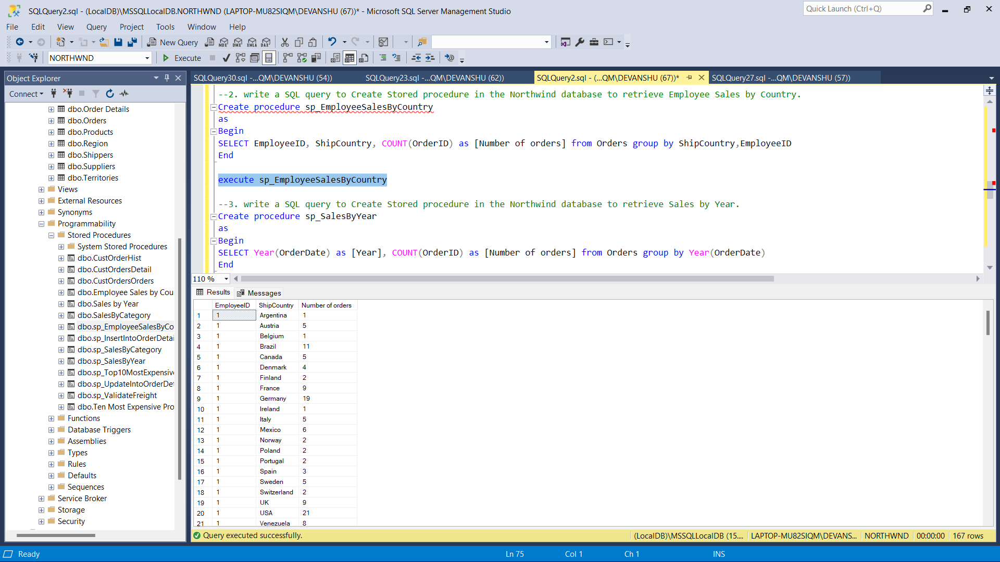 SQLQuery2.sql - (LocalDB)\MSSQLLocalDB.NORTHWND (LAPTOP-MU82SIQM\DEVANSHU (67))* - Microsoft SQL Server Management Studio
Quick Launch (Ctrl+Q)
File Edit View Query Project Tools Window Help
New Query MDX DMX XMLA DAX
NORTHWND Execute
Object Explorer
Connect
dbo.Order Details
dbo.Orders
dbo.Products
dbo.Region
dbo.Shippers
dbo.Suppliers
dbo.Territories
Views
External Resources
Synonyms
Programmability
Stored Procedures
System Stored Procedures
dbo.CustOrderHist
dbo.CustOrdersDetail
dbo.CustOrdersOrders
dbo.Employee Sales by Cou
dbo.Sales by Year
dbo.SalesByCategory
dbo.sp_EmployeeSalesByCo
dbo.sp_InsertIntoOrderDetai
dbo.sp_SalesByCategory
dbo.sp_SalesByYear
dbo.sp_Top10MostExpensive
dbo.sp_UpdateIntoOrderDet
dbo.sp_ValidateFreight
dbo.Ten Most Expensive Pro
Functions
Database Triggers
Assemblies
Types
Rules
Defaults
Sequences
Service Broker
Storage
Security
SQLQuery30.sql -...QM\DEVANSHU (54)) SQLQuery23.sql -...QM\DEVANSHU (62)) SQLQuery2.sql - (...QM\DEVANSHU (67))* SQLQuery27.sql -...QM\DEVANSHU (57))
--2. write a SQL query to Create Stored procedure in the Northwind database to retrieve Employee Sales by Country.
Create procedure sp_EmployeeSalesByCountry
as
Begin
SELECT EmployeeID, ShipCountry, COUNT(OrderID) as [Number of orders] from Orders group by ShipCountry,EmployeeID
End
execute sp_EmployeeSalesByCountry
--3. write a SQL query to Create Stored procedure in the Northwind database to retrieve Sales by Year.
Create procedure sp_SalesByYear
as
Begin
SELECT Year(OrderDate) as [Year], COUNT(OrderID) as [Number of orders] from Orders group by Year(OrderDate)
End
110 %
Results Messages
EmployeeID ShipCountry Number of orders
1 1 Argentina 1
2 1 Austria 5
3 1 Belgium 1
4 1 Brazil 11
5 1 Canada 5
6 1 Denmark 4
7 1 Finland 2
8 1 France 9
9 1 Germany 19
10 1 Ireland 1
11 1 Italy 5
12 1 Mexico 6
13 1 Norway 2
14 1 Poland 2
15 1 Portugal 2
16 1 Spain 3
17 1 Sweden 5
18 1 Switzerland 2
19 1 UK 9
20 1 USA 21
21 1 Venezuela 8
Query executed successfully. (LocalDB)\MSSQLLocalDB (15.... LAPTOP-MU82SIQM\DEVANS... NORTHWND 00:00:00 167 rows
Ready Ln 75 Col 1 Ch 1 INS